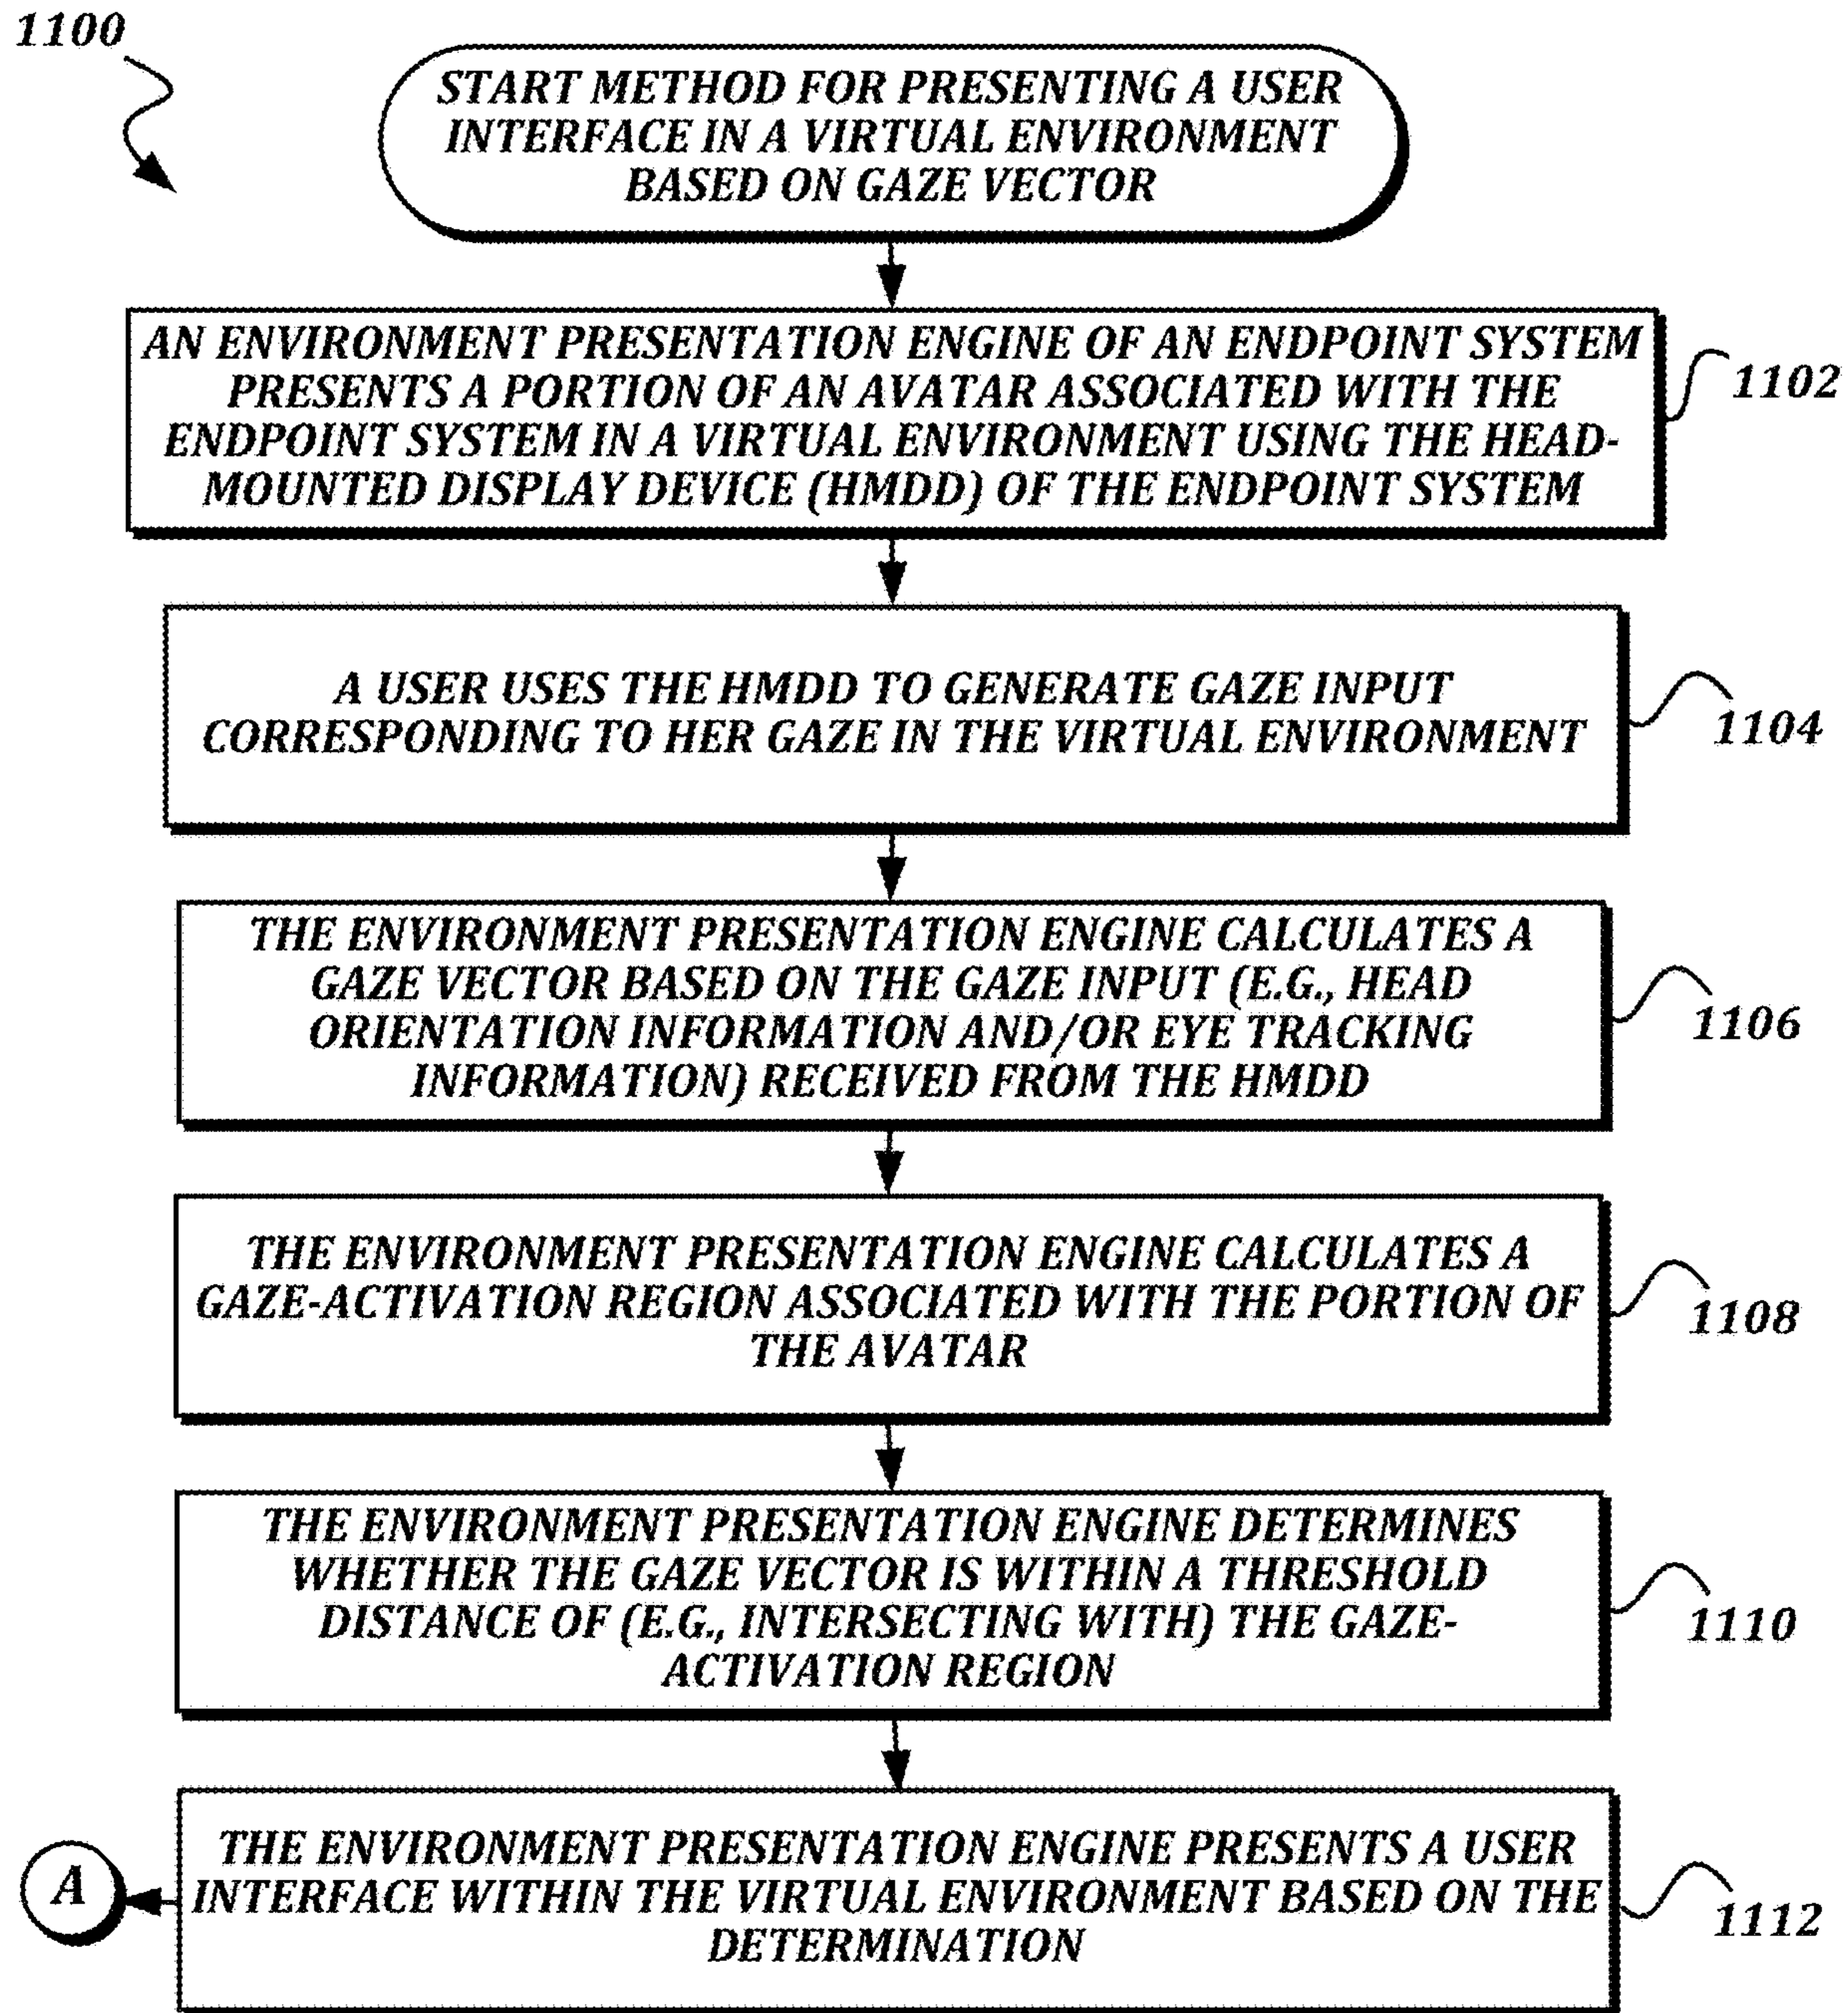 1100
START METHOD FOR PRESENTING A USER
INTERFACE IN A VIRTUAL ENVIRONMENT
BASED ON GAZE VECTOR
AN ENVIRONMENT PRESENTATION ENGINE OF AN ENDPOINT SYSTEM
PRESENTS A PORTION OF AN AVATAR ASSOCIATED WITH THE
ENDPOINT SYSTEM IN A VIRTUAL ENVIRONMENT USING THE HEAD-
MOUNTED DISPLAY DEVICE (HMDD) OF THE ENDPOINT SYSTEM
1102
A USER USES THE HMDD TO GENERATE GAZE INPUT
CORRESPONDING TO HER GAZE IN THE VIRTUAL ENVIRONMENT
1104
THE ENVIRONMENT PRESENTATION ENGINE CALCULATES A
GAZE VECTOR BASED ON THE GAZE INPUT (E.G., HEAD
ORIENTATION INFORMATION AND/OR EYE TRACKING
INFORMATION) RECEIVED FROM THE HMDD
1106
THE ENVIRONMENT PRESENTATION ENGINE CALCULATES A
GAZE-ACTIVATION REGION ASSOCIATED WITH THE PORTION OF
THE AVATAR
1108
THE ENVIRONMENT PRESENTATION ENGINE DETERMINES
WHETHER THE GAZE VECTOR IS WITHIN A THRESHOLD
DISTANCE OF (E.G., INTERSECTING WITH) THE GAZE-
ACTIVATION REGION
1110
THE ENVIRONMENT PRESENTATION ENGINE PRESENTS A USER
INTERFACE WITHIN THE VIRTUAL ENVIRONMENT BASED ON THE
DETERMINATION
1112
A